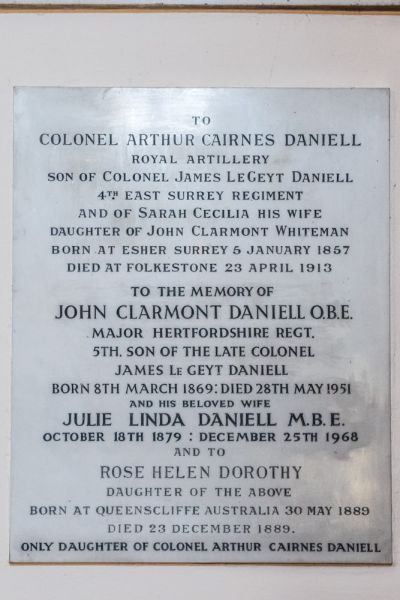 TO
COLONEL ARTHUR CAIRNES DANIELL
ROYAL ARTILLERY
SON OF COLONEL JAMES LEGEYT DANIELL
4TH EAST SURREY REGIMENT
AND OF SARAH CECILIA HIS WIFE
DAUGHTER OF JOHN CLARMONT WHITEMAN
BORN AT ESHER SURREY 5 JANUARY 1857
DIED AT FOLKESTONE 23 APRIL 1913
TO THE MEMORY OF
JOHN CLARMONT DANIELL O.B.E.
MAJOR HERTFORDSHIRE REGT.
5TH. SON OF THE LATE COLONEL
JAMES LE GEYT DANIELL
BORN 8TH MARCH 1869: DIED 28TH MAY 1951
AND HIS BELOVED WIFE
JULIE LINDA DANIELL M.B.E.
OCTOBER 18TH 1879 : DECEMBER 25TH 1968
AND TO
ROSE HELEN DOROTHY
DAUGHTER OF THE ABOVE
BORN AT QUEENSCLIFFE AUSTRALIA 30 MAY 1889
DIED 23 DECEMBER 1889.
ONLY DAUGHTER OF COLONEL ARTHUR CAIRNES DANIELL